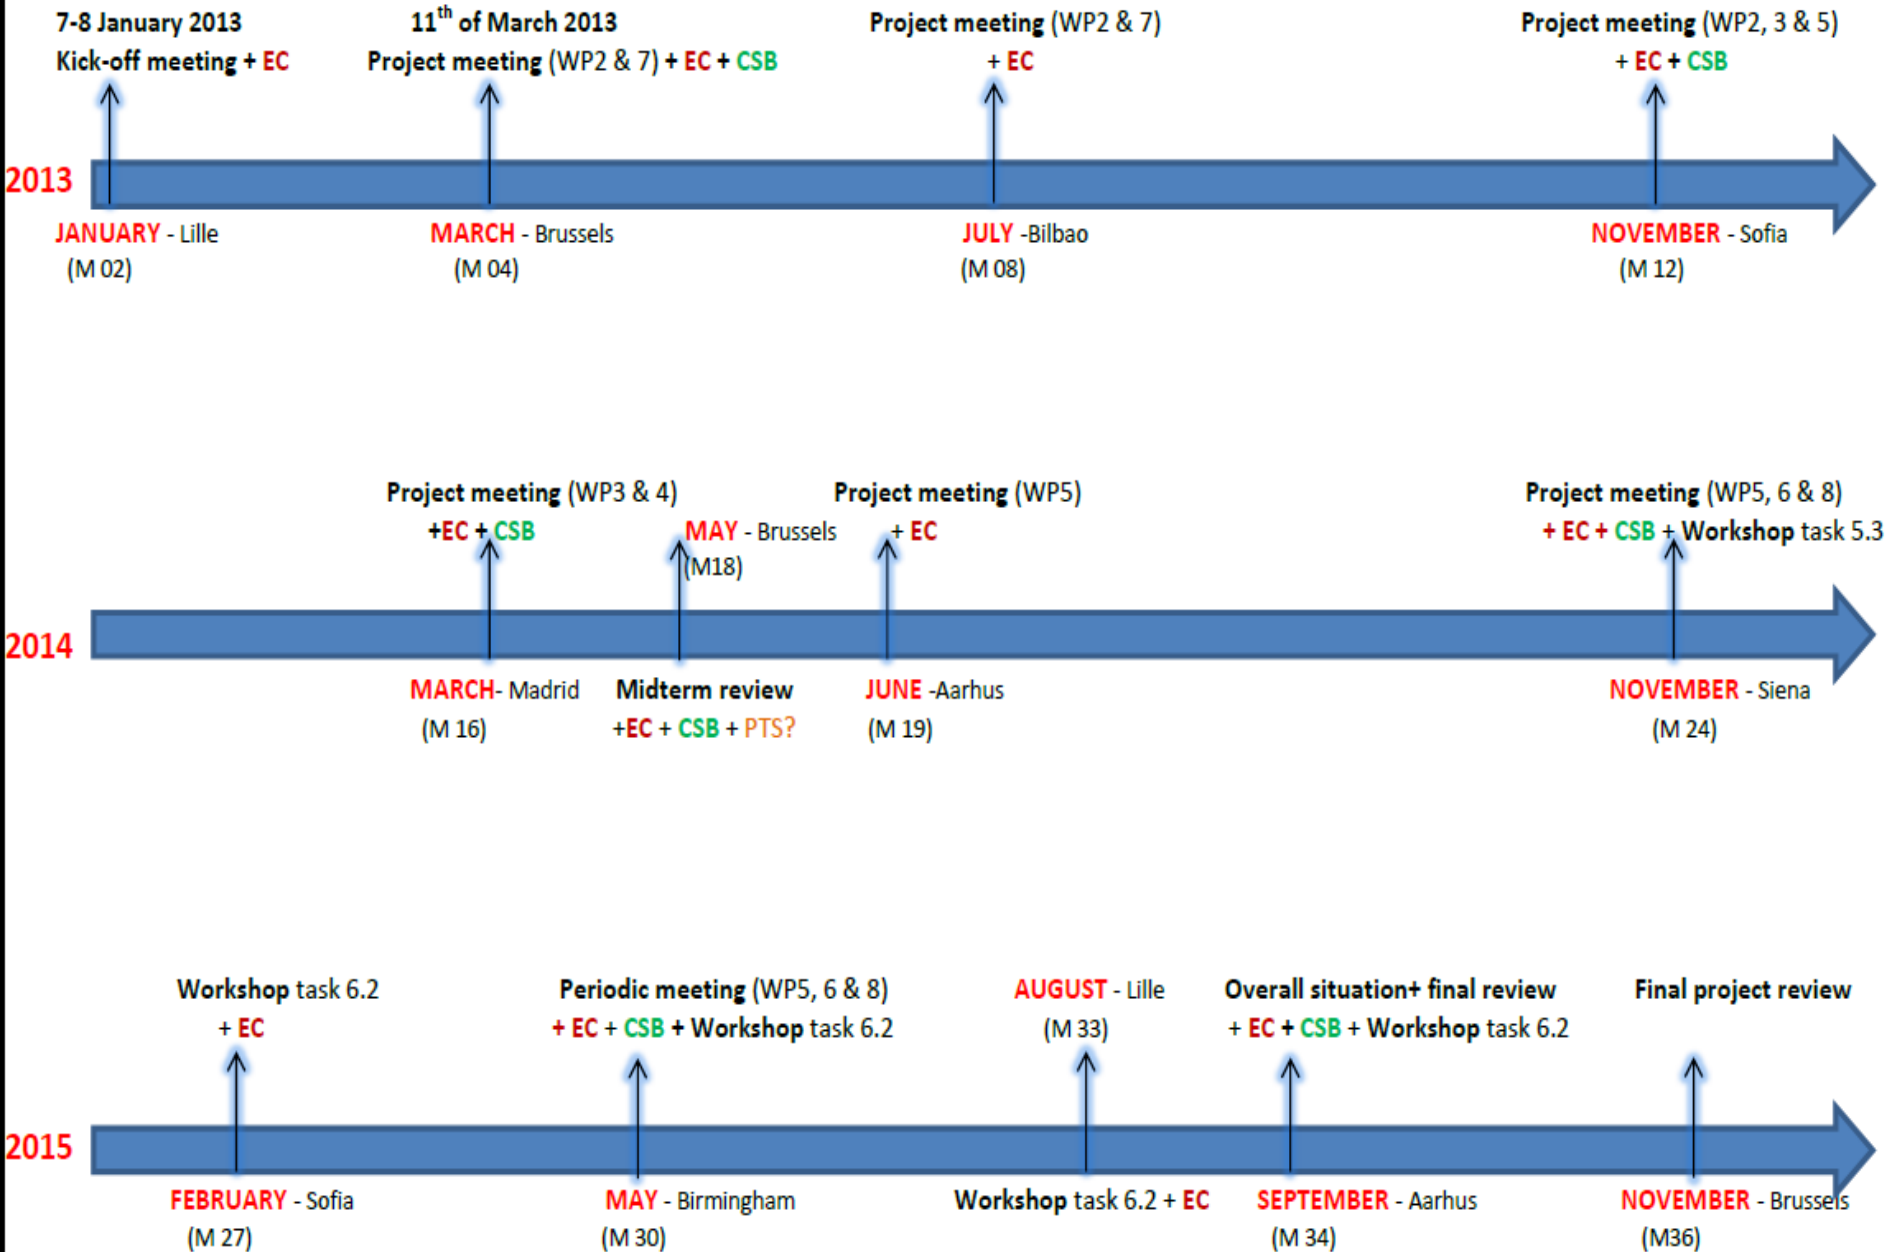 7-8 January 2013
Kick-off meeting + EC
11th of March 2013
Project meeting (WP2 & 7) + EC + CSB
Project meeting (WP2 & 7)
+ EC
Project meeting (WP2, 3 & 5)
+ EC + CSB
2013
JANUARY - Lille
(M 02)
MARCH - Brussels
(M 04)
JULY -Bilbao
(M 08)
NOVEMBER - Sofia
(M 12)
Project meeting (WP3 & 4)
+EC + CSB
MAY - Brussels
(M18)
Project meeting (WP5)
+ EC
Project meeting (WP5, 6 & 8)
+ EC + CSB + Workshop task 5.3
2014
MARCH- Madrid
(M 16)
Midterm review
+EC + CSB + PTS?
JUNE -Aarhus
(M 19)
NOVEMBER - Siena
(M 24)
Workshop task 6.2
+ EC
Periodic meeting (WP5, 6 & 8)
+ EC + CSB + Workshop task 6.2
AUGUST - Lille
(M 33)
Overall situation+ final review
+ EC + CSB + Workshop task 6.2
Final project review
2015
FEBRUARY - Sofia
(M 27)
MAY - Birmingham
(M 30)
Workshop task 6.2 + EC
SEPTEMBER - Aarhus
(M 34)
NOVEMBER - Brussels
(M36)